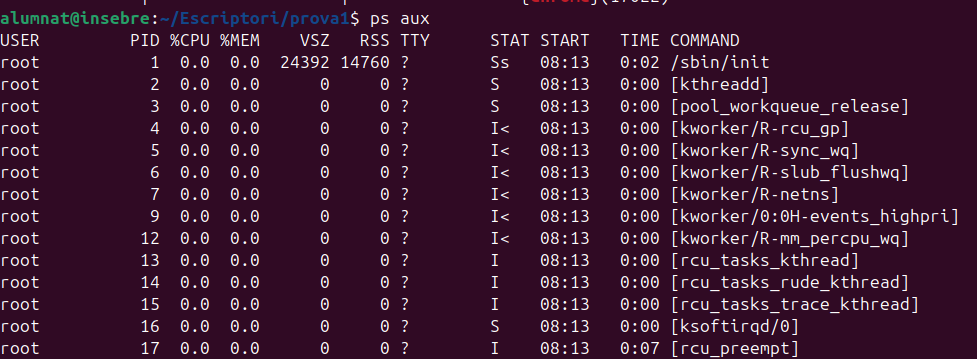 alumnat@insebre:~/Escriptori/prova1$ ps aux
USER PID %CPU %MEM VSZ RSS TTY STAT START TIME COMMAND
root 1 0.0 0.0 24392 14760 ? Ss 08:13 0:02 /sbin/init
root 2 0.0 0.0 0 0 ? S 08:13 0:00 [kthreadd]
root 3 0.0 0.0 0 0 ? S 08:13 0:00 [pool_workqueue_release]
root 4 0.0 0.0 0 0 ? I< 08:13 0:00 [kworker/R-rcu_gp]
root 5 0.0 0.0 0 0 ? I< 08:13 0:00 [kworker/R-sync_wq]
root 6 0.0 0.0 0 0 ? I< 08:13 0:00 [kworker/R-slub_flushwq]
root 7 0.0 0.0 0 0 ? I< 08:13 0:00 [kworker/R-netns]
root 9 0.0 0.0 0 0 ? I< 08:13 0:00 [kworker/0:0H-events_highpri]
root 12 0.0 0.0 0 0 ? I< 08:13 0:00 [kworker/R-mm_percpu_wq]
root 13 0.0 0.0 0 0 ? I 08:13 0:00 [rcu_tasks_kthread]
root 14 0.0 0.0 0 0 ? I 08:13 0:00 [rcu_tasks_rude_kthread]
root 15 0.0 0.0 0 0 ? I 08:13 0:00 [rcu_tasks_trace_kthread]
root 16 0.0 0.0 0 0 ? S 08:13 0:00 [ksoftirqd/0]
root 17 0.0 0.0 0 0 ? I 08:13 0:07 [rcu_preempt]